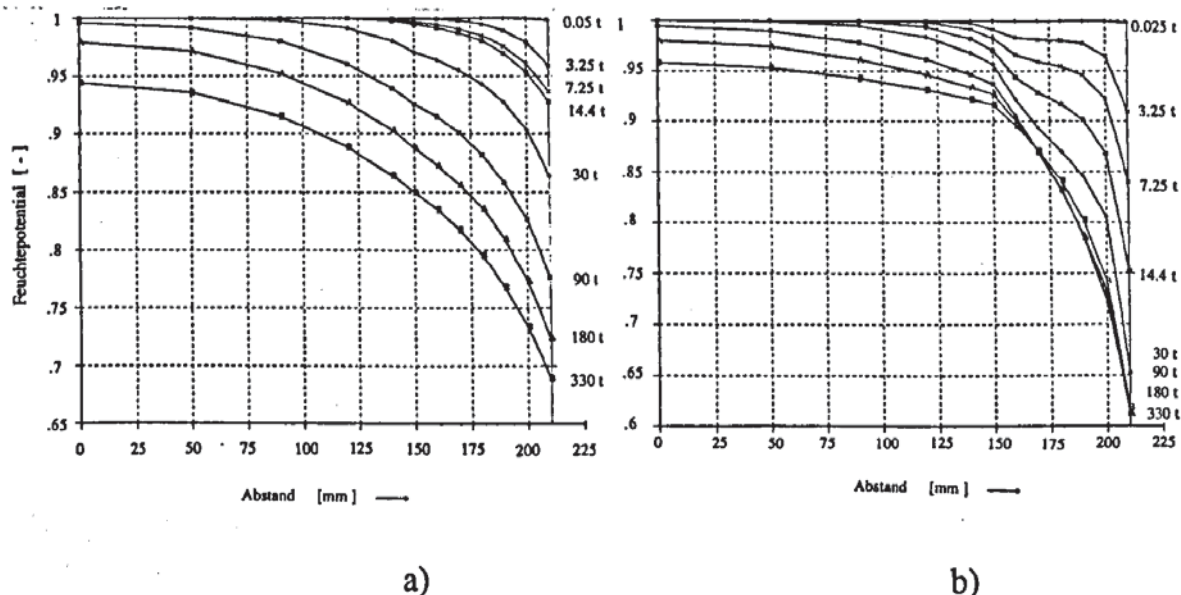 1
.95
.9
.85
.8
.75
.7
.65
Feuchtepotential [ - ]
0 25 50 75 100 125 150 175 200 225
Abstand [mm]
0.05 t
3.25 t
7.25 t
14.4 t
30 t
90 t
180 t
330 t
a)
1
.95
.9
.85
.8
.75
.7
.65
.6
0 25 50 75 100 125 150 175 200 225
Abstand [mm]
0.025 t
3.25 t
7.25 t
14.4 t
30 t
90 t
180 t
330 t
b)